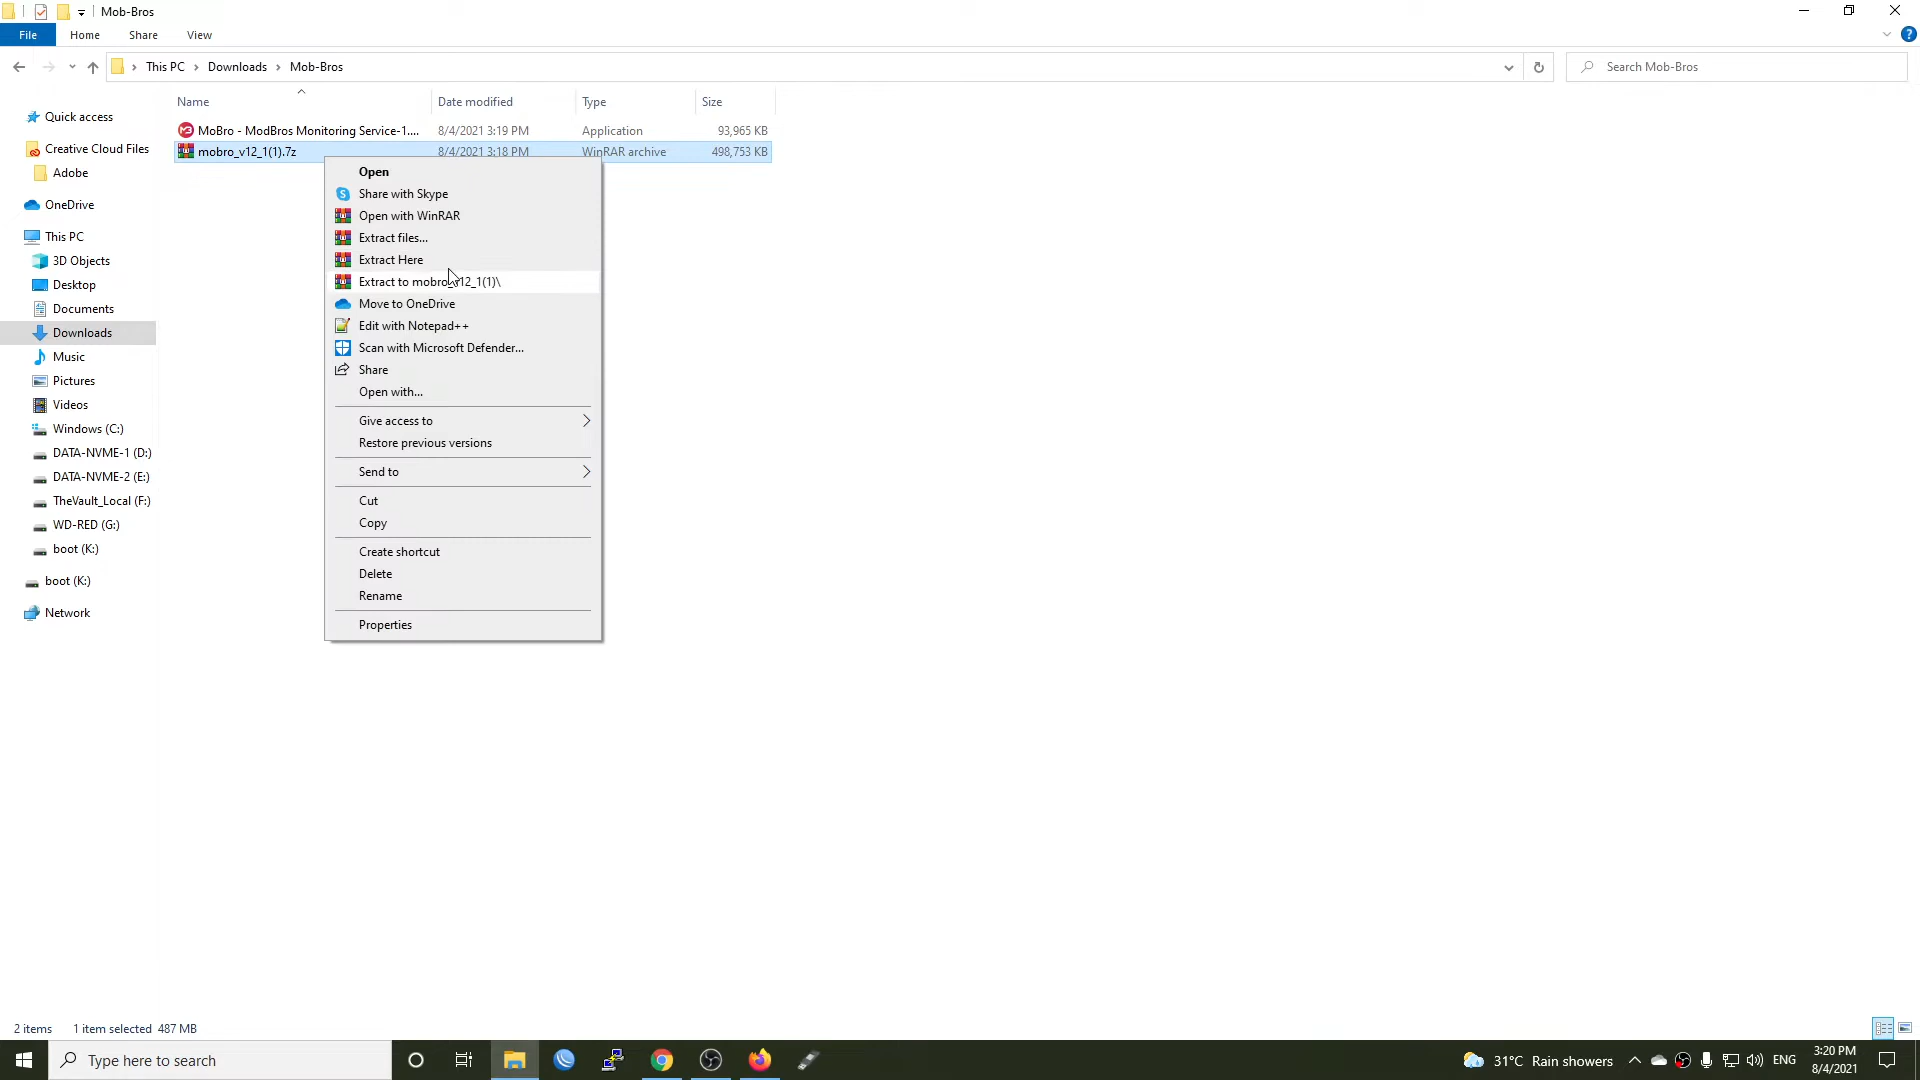 Mob-Bros
File Home Share View
This PC Downloads Mob-Bros
Search Mob-Bros
Name Date modified Type Size
MoBro - ModBros Monitoring Service-1.... 8/4/2021 3:19 PM Application 93,965 KB
mobro_v12_1(1).7z 8/4/2021 3:18 PM WinRAR archive 498,753 KB
Quick access
Creative Cloud Files
Adobe
OneDrive
This PC
3D Objects
Desktop
Documents
Downloads
Music
Pictures
Videos
Windows (C:)
DATA-NVME-1 (D:)
DATA-NVME-2 (E:)
TheVault_Local (F:)
WD-RED (G:)
boot (K:)
boot (K:)
Network
Open
Share with Skype
Open with WinRAR
Extract files...
Extract Here
Extract to mobro_v12_1(1)\
Move to OneDrive
Edit with Notepad++
Scan with Microsoft Defender...
Share
Open with...
Give access to
Restore previous versions
Send to
Cut
Copy
Create shortcut
Delete
Rename
Properties
2 items 1 item selected 487 MB
Type here to search
31°C Rain showers
ENG
3:20 PM
8/4/2021